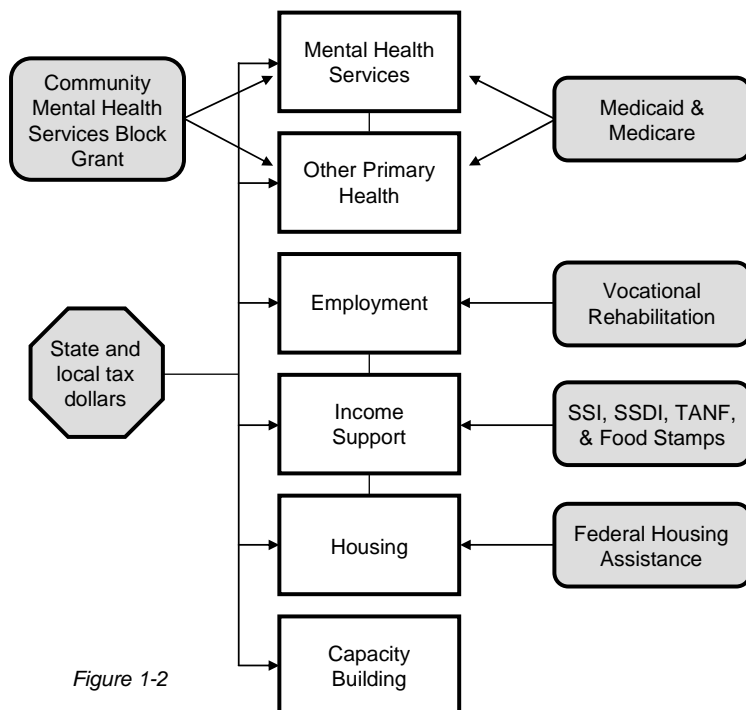 Mental Health
Services
Community
Mental Health
Services Block
Grant
Medicaid &
Medicare
Other Primary
Health
Employment
Vocational
Rehabilitation
State and
local tax
dollars
Income
Support
SSI, SSDI, TANF,
& Food Stamps
Housing
Federal Housing
Assistance
Capacity
Building
Figure 1-2